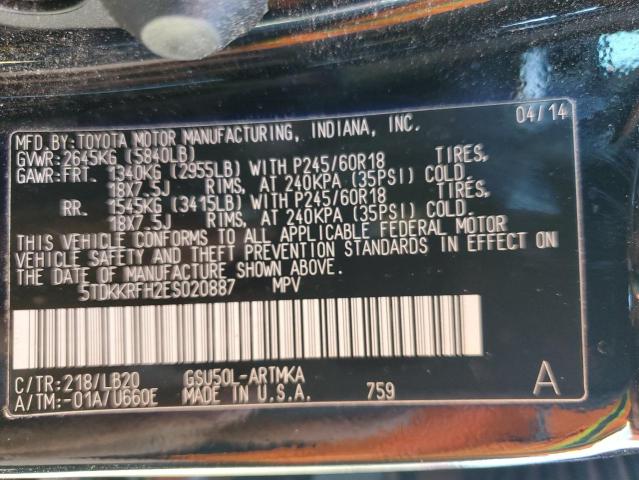 04/14
MFD.BY:TOYOTA MOTOR MANUFACTURING, INDIANA, INC.
GVWR:2645KG (5840LB)
GAWR:FRT. 1340KG (2955LB) WITH P245/60R18 TIRES,
18X7.5J RIMS, AT 240KPA (35PSI) COLD.
RR. 1545KG (3415LB) WITH P245/60R18 TIRES,
18X7.5J RIMS, AT 240KPA (35PSI) COLD.
THIS VEHICLE CONFORMS TO ALL APPLICABLE FEDERAL MOTOR
VEHICLE SAFETY AND THEFT PREVENTION STANDARDS IN EFFECT ON
THE DATE OF MANUFACTURE SHOWN ABOVE.
5TDKKRFH2ES020887 MPV
C/TR:218/LB20 GSU50L-ARTMKA
A/TM:-01A/U660E MADE IN U.S.A. 759 A